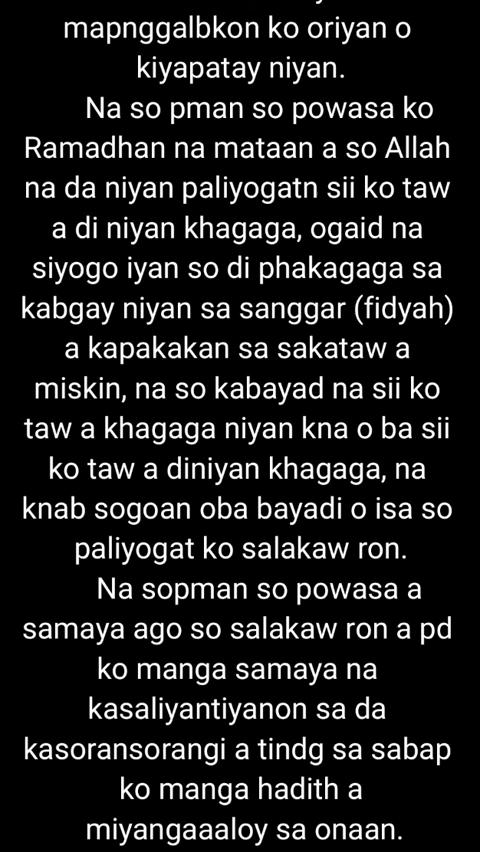 mapnggalbkon ko oriyan o
kiyapatay niyan.
Na so pman so powasa ko
Ramadhan na mataan a so Allah
na da niyan paliyogatn sii ko taw
a di niyan khagaga, ogaid na
siyogo iyan so di phakagaga sa
kabgay niyan sa sanggar (fidyah)
a kapakakan sa sakataw a
miskin, na so kabayad na sii ko
taw a khagaga niyan kna o ba sii
ko taw a diniyan khagaga, na
knab sogoan oba bayadi o isa so
paliyogat ko salakaw ron.
Na sopman so powasa a
samaya ago so salakaw ron a pd
ko manga samaya na
kasaliyantiyanon sa da
kasoransorangi a tindg sa sabap
ko manga hadith a
miyangaaaloy sa onaan.